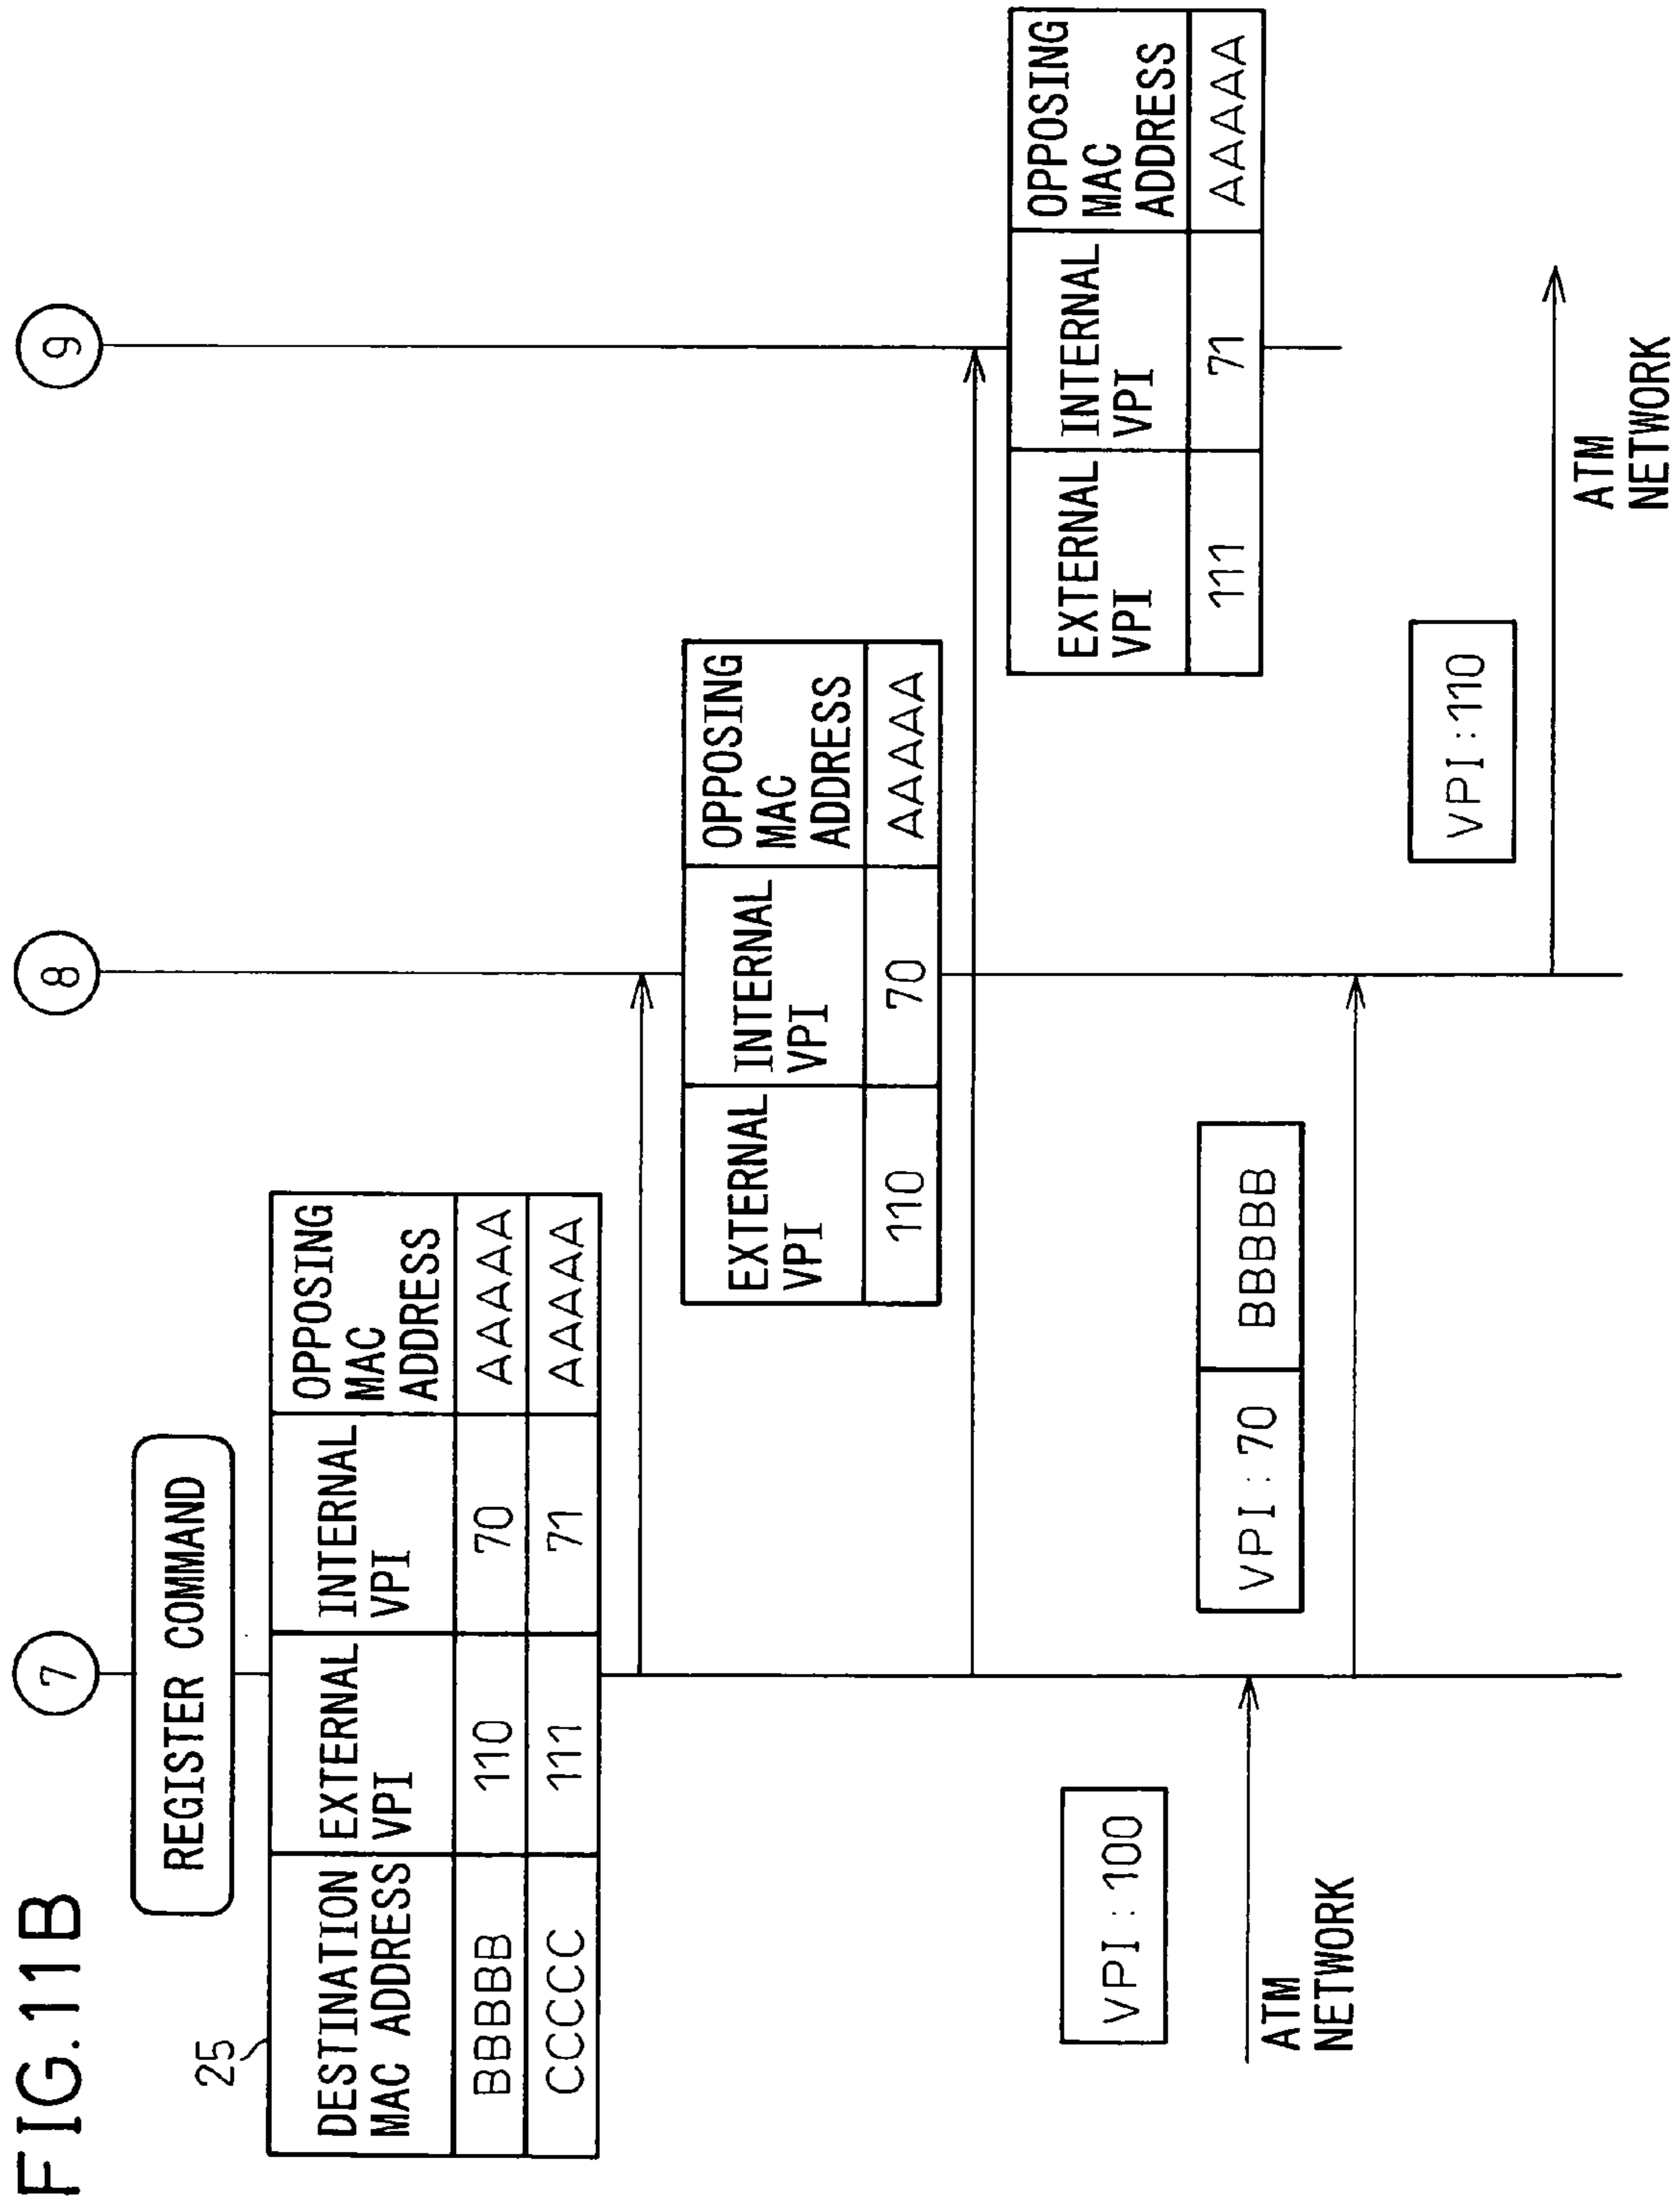 FIG.11B
7
8
9
REGISTER COMMAND
25
DESTINATION
MAC ADDRESS
EXTERNAL
VPI
INTERNAL
VPI
OPPOSING
MAC
ADDRESS
BBBBB
110
70
AAAAA
CCCCC
111
71
AAAAA
EXTERNAL
VPI
INTERNAL
VPI
OPPOSING
MAC
ADDRESS
110
70
AAAAA
EXTERNAL
VPI
INTERNAL
VPI
OPPOSING
MAC
ADDRESS
111
71
AAAAA
VPI:100
ATM
NETWORK
VPI:70
BBBBB
VPI:110
ATM
NETWORK